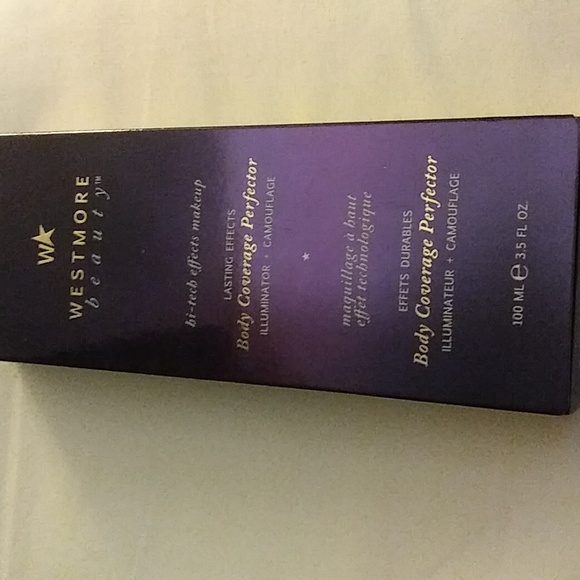 WA
WESTMORE
beauty™
hi-tech effects makeup
LASTING EFFECTS
Body Coverage Perfector
ILLUMINATOR + CAMOUFLAGE
maquillage à haut
effet technologique
EFFETS DURABLES
Body Coverage Perfector
ILLUMINATEUR + CAMOUFLAGE
100 ML ℮ 3.5 FL OZ.